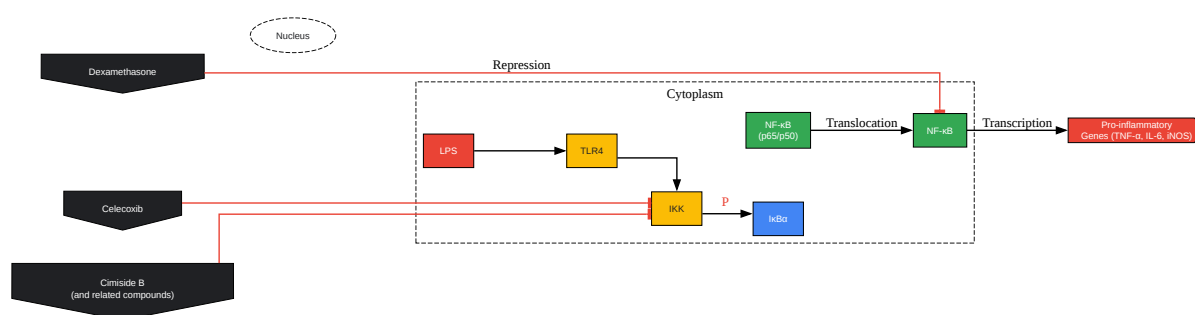 Nucleus
Dexamethasone
Repression
Cytoplasm
NF-κB
(p65/p50)
Translocation
NF-κB
Transcription
Pro-inflammatory
Genes (TNF-α, IL-6, iNOS)
LPS
TLR4
Celecoxib
IKK
P
IκBα
Cimiside B
(and related compounds)